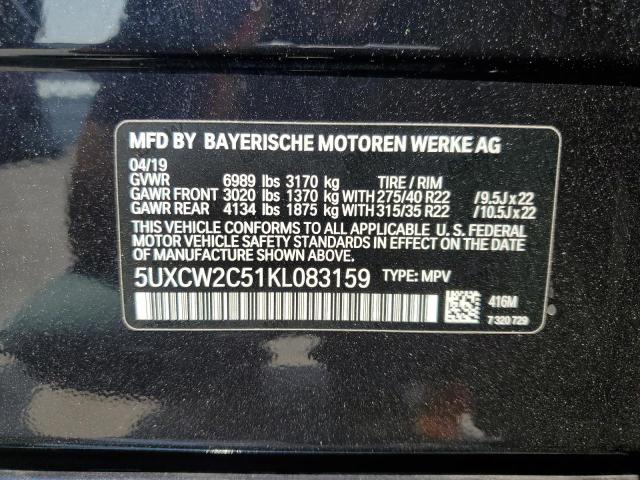 MFD BY BAYERISCHE MOTOREN WERKE AG
04/19
GVWR 6989 lbs 3170 kg TIRE / RIM
GAWR FRONT 3020 lbs 1370 kg WITH 275/40 R22 /9.5J x 22
GAWR REAR 4134 lbs 1875 kg WITH 315/35 R22 /10.5J x 22
THIS VEHICLE CONFORMS TO ALL APPLICABLE U. S. FEDERAL
MOTOR VEHICLE SAFETY STANDARDS IN EFFECT ON THE DATE
OF MANUFACTURE SHOWN ABOVE.
5UXCW2C51KL083159 TYPE: MPV
416M
7 320 729